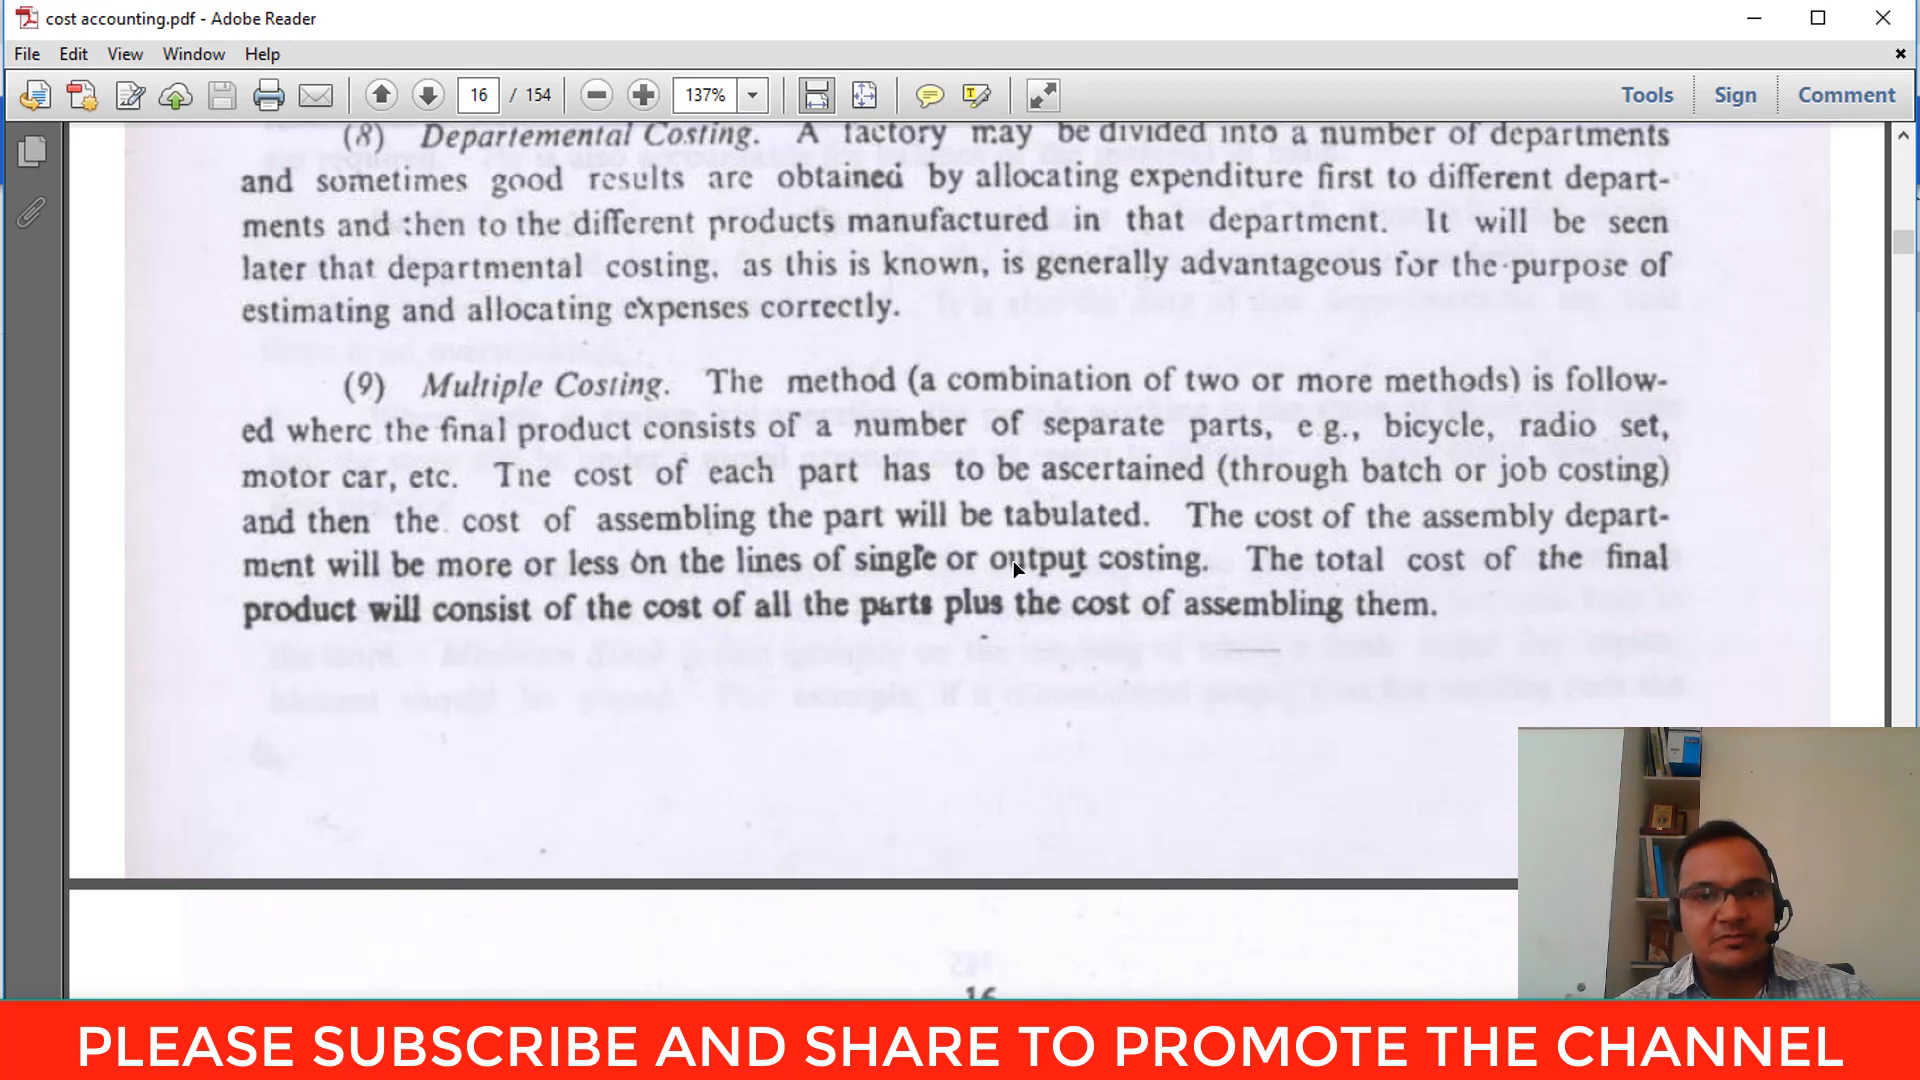 cost accounting.pdf - Adobe Reader
File Edit View Window Help
16 / 154 137% Tools Sign Comment
(8) Departemental Costing. A factory may be divided into a number of departments
and sometimes good results are obtained by allocating expenditure first to different depart-
ments and then to the different products manufactured in that department. It will be seen
later that departmental costing, as this is known, is generally advantageous for the purpose of
estimating and allocating expenses correctly.
(9) Multiple Costing. The method (a combination of two or more methods) is follow-
ed where the final product consists of a number of separate parts, e g., bicycle, radio set,
motor car, etc. The cost of each part has to be ascertained (through batch or job costing)
and then the cost of assembling the part will be tabulated. The cost of the assembly depart-
ment will be more or less on the lines of single or output costing. The total cost of the final
product will consist of the cost of all the parts plus the cost of assembling them.
16
PLEASE SUBSCRIBE AND SHARE TO PROMOTE THE CHANNEL